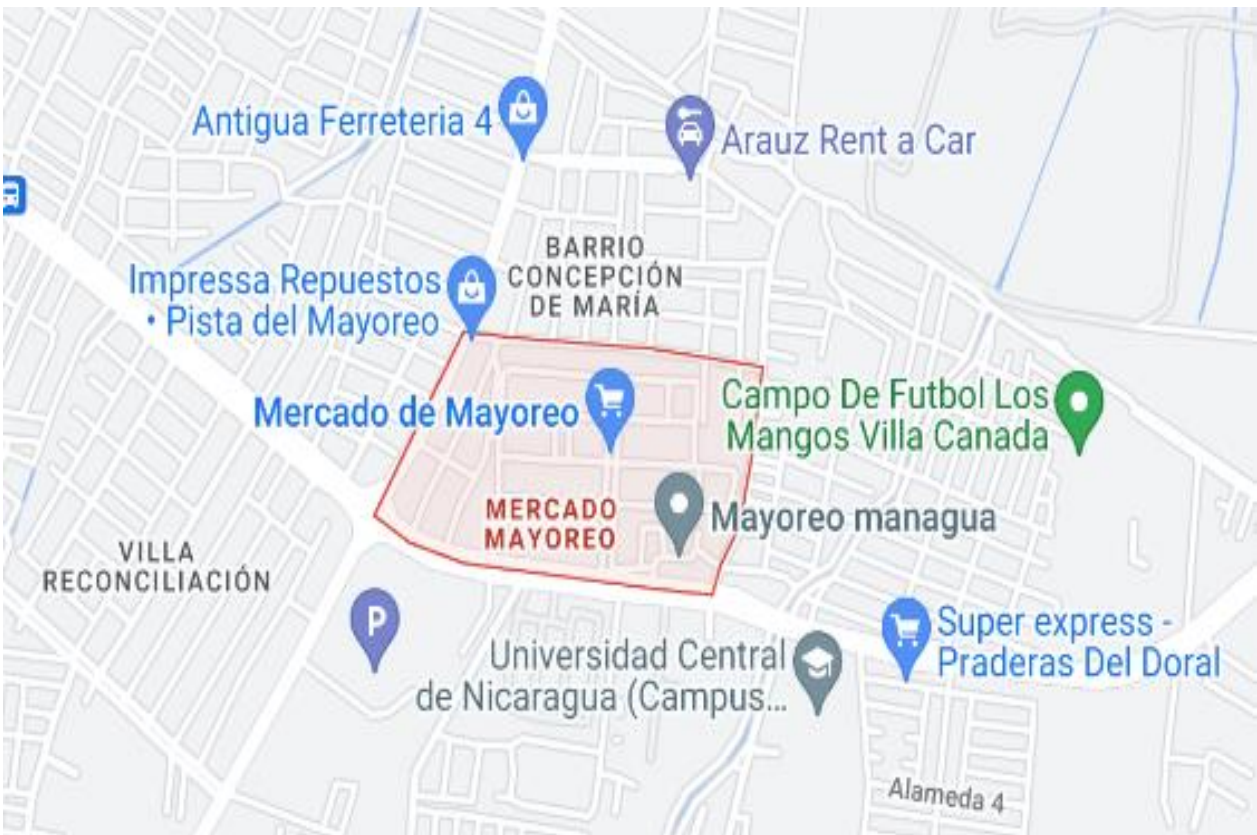 Antigua Ferreteria 4
Arauz Rent a Car
BARRIO
CONCEPCIÓN
DE MARÍA
Impressa Repuestos
• Pista del Mayoreo
Mercado de Mayoreo
Campo De Futbol Los
Mangos Villa Canada
MERCADO
MAYOREO
Mayoreo managua
VILLA
RECONCILIACIÓN
P
Super express -
Praderas Del Doral
Universidad Central
de Nicaragua (Campus...
Alameda 4